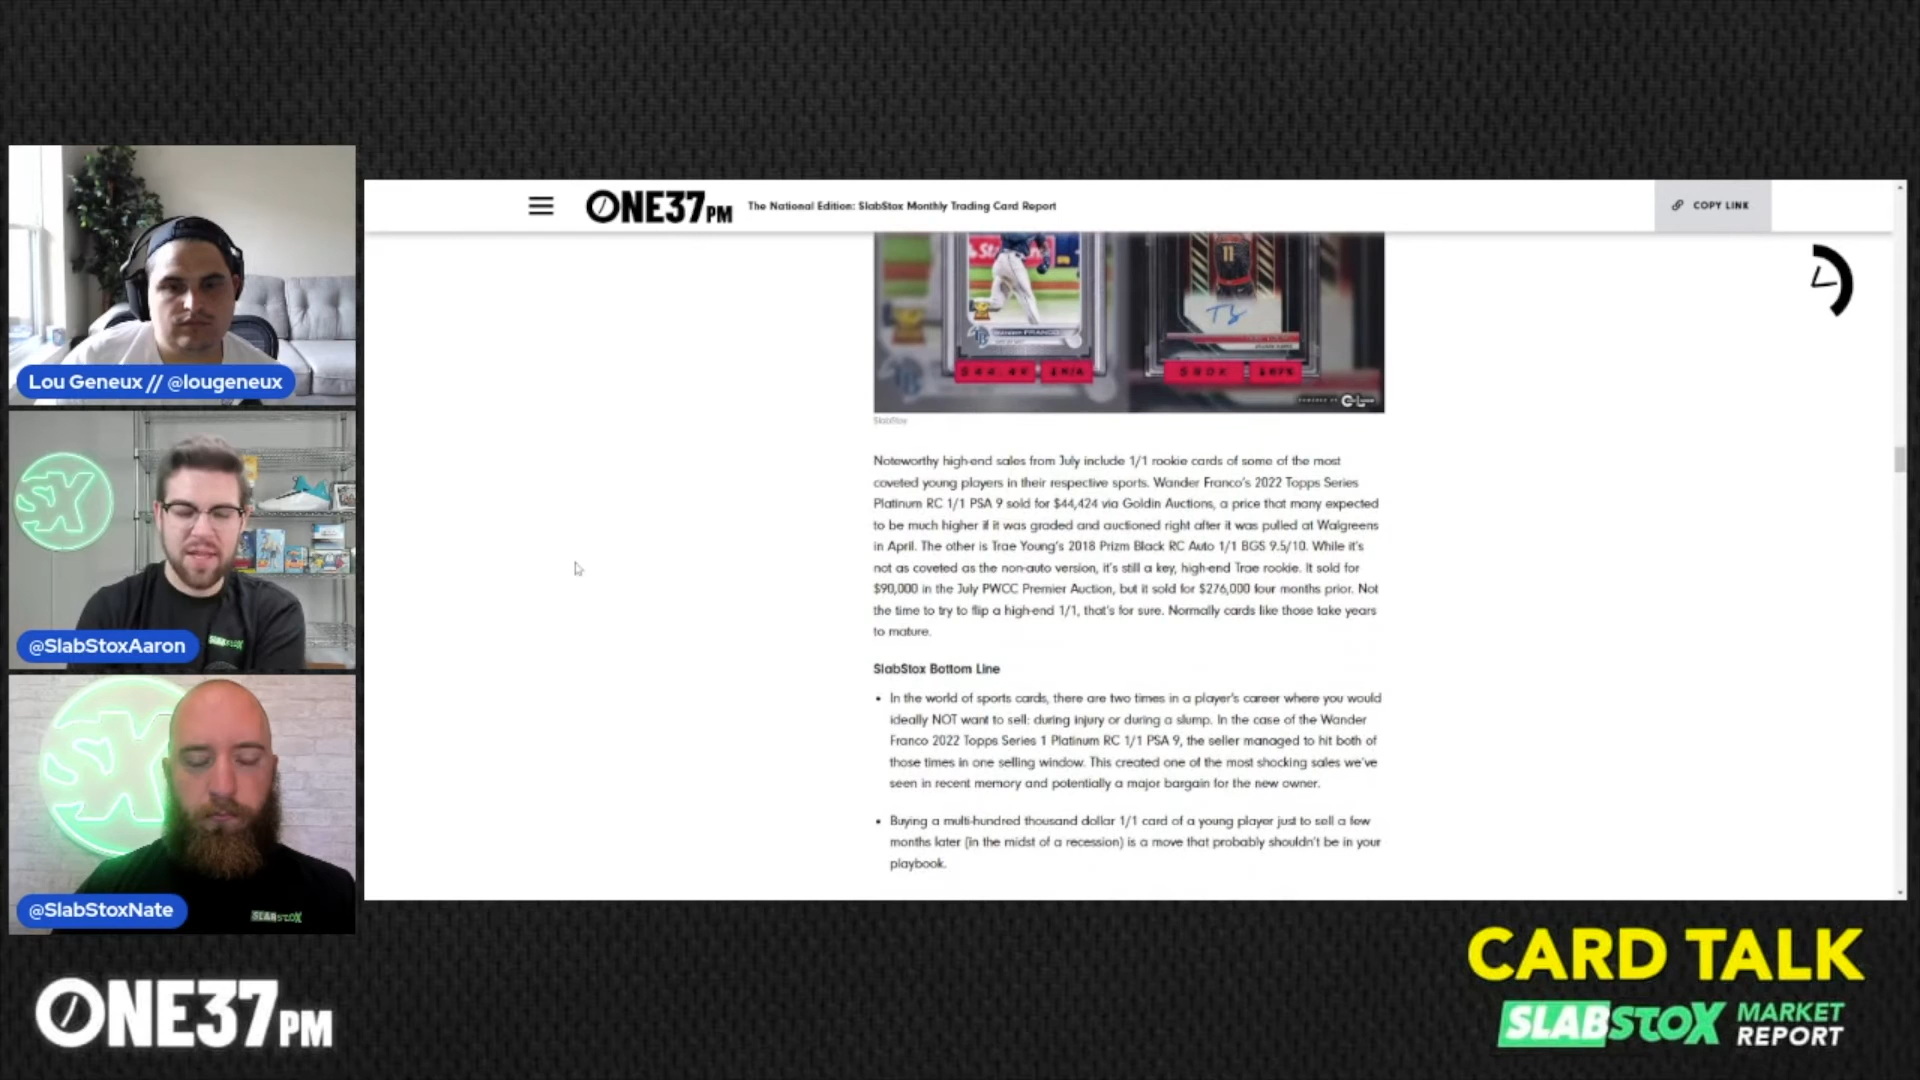 Lou Geneux // @lougeneux
@SlabStoxAaron
SLABSTOX
@SlabStoxNate
SLABSTOX
ONE37PM
ONE37PM
The National Edition: SlabStox Monthly Trading Card Report
COPY LINK
11
$44.4K
N/A
$90K
67%
SlabStox
Noteworthy high-end sales from July include 1/1 rookie cards of some of the most
coveted young players in their respective sports. Wander Franco's 2022 Topps Series
Platinum RC 1/1 PSA 9 sold for $44,424 via Goldin Auctions, a price that many expected
to be much higher if it was graded and auctioned right after it was pulled at Walgreens
in April. The other is Trae Young's 2018 Prizm Black RC Auto 1/1 BGS 9.5/10. While it's
not as coveted as the non-auto version, it's still a key, high-end Trae rookie. It sold for
$90,000 in the July PWCC Premier Auction, but it sold for $276,000 four months prior. Not
the time to try to flip a high-end 1/1, that's for sure. Normally cards like those take years
to mature.
SlabStox Bottom Line
• In the world of sports cards, there are two times in a player's career where you would
ideally NOT want to sell: during injury or during a slump. In the case of the Wander
Franco 2022 Topps Series 1 Platinum RC 1/1 PSA 9, the seller managed to hit both of
those times in one selling window. This created one of the most shocking sales we've
seen in recent memory and potentially a major bargain for the new owner.
• Buying a multi-hundred thousand dollar 1/1 card of a young player just to sell a few
months later (in the midst of a recession) is a move that probably shouldn't be in your
playbook.
CARD TALK
SLABSTOX MARKET
REPORT